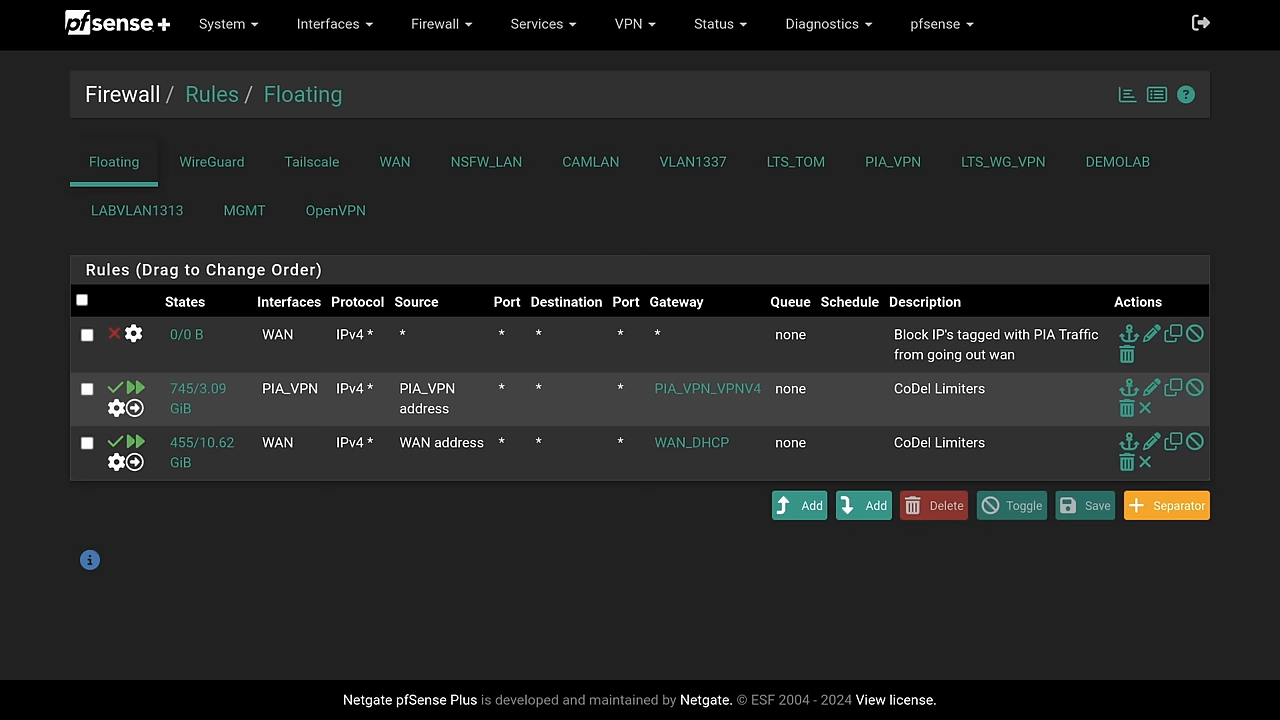 pfsense +
System Interfaces Firewall Services VPN Status Diagnostics pfsense
Firewall / Rules / Floating
Floating WireGuard Tailscale WAN NSFW_LAN CAMLAN VLAN1337 LTS_TOM PIA_VPN LTS_WG_VPN DEMOLAB
LABVLAN1313 MGMT OpenVPN
Rules (Drag to Change Order)
States Interfaces Protocol Source Port Destination Port Gateway Queue Schedule Description Actions
0/0 B WAN IPv4 * * * * * * none Block IP's tagged with PIA Traffic
from going out wan
745/3.09 PIA_VPN IPv4 * PIA_VPN * * * PIA_VPN_VPNV4 none CoDel Limiters
GiB address
455/10.62 WAN IPv4 * WAN address * * * WAN_DHCP none CoDel Limiters
GiB
Add Add Delete Toggle Save Separator
Netgate pfSense Plus is developed and maintained by Netgate. © ESF 2004 - 2024 View license.